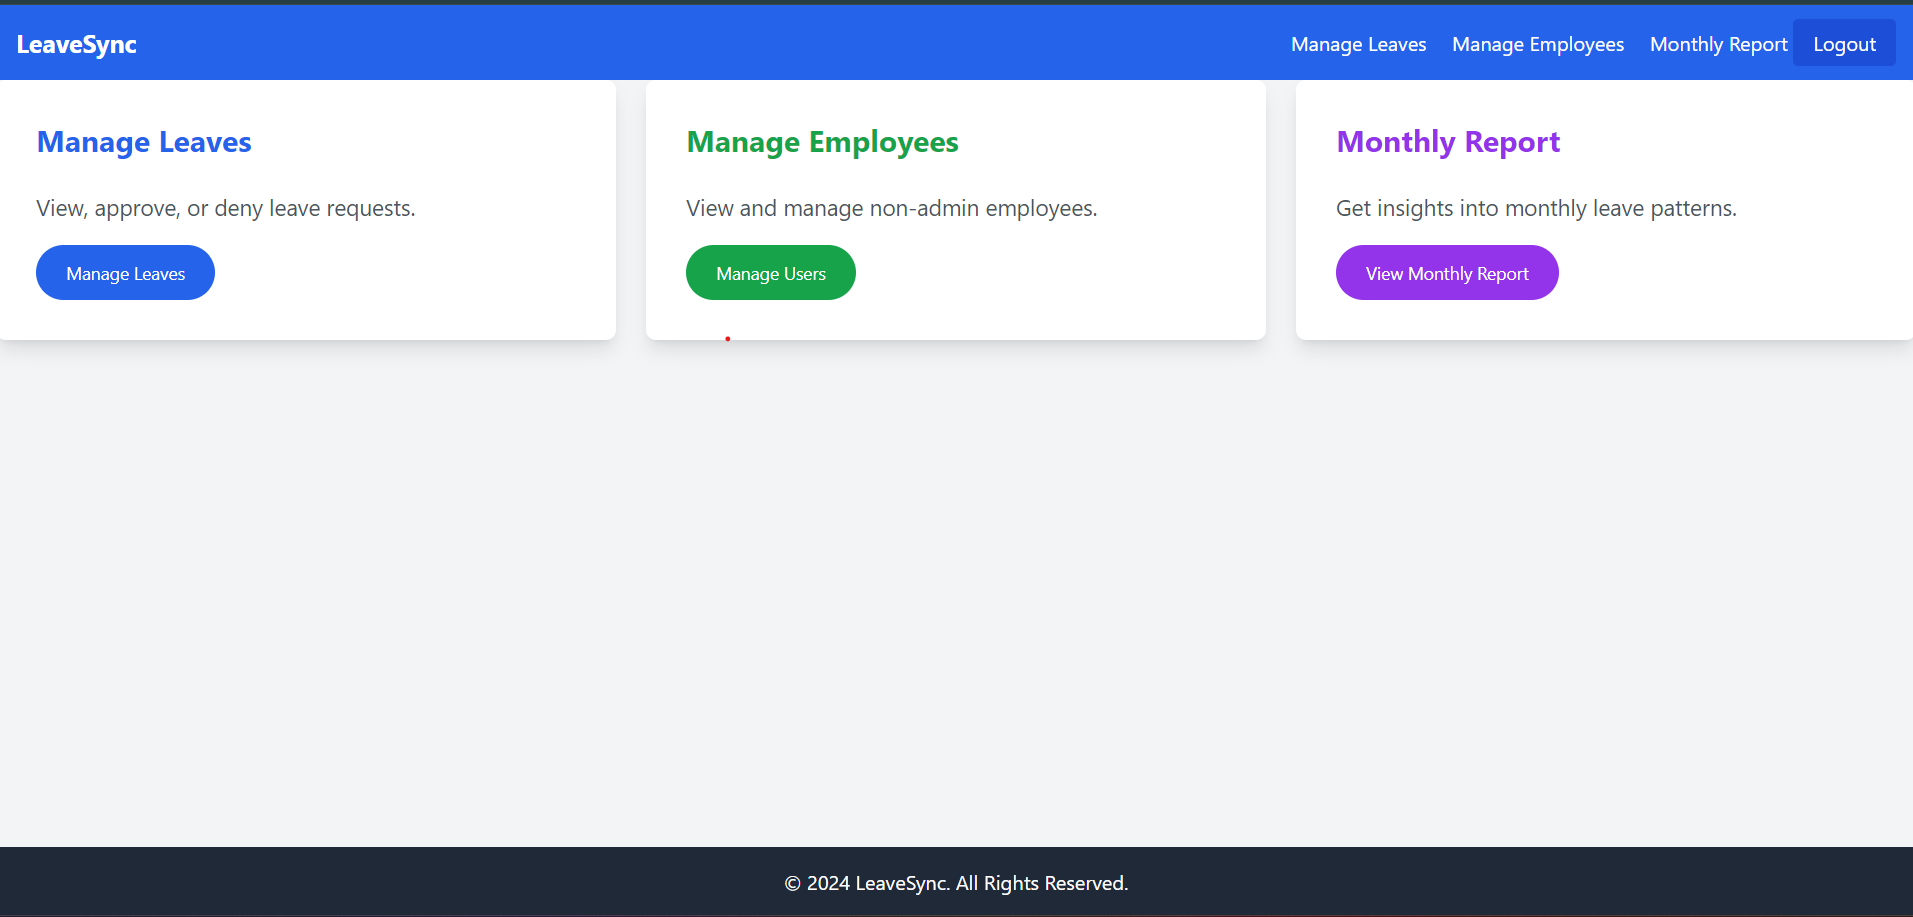 LeaveSync
Manage Leaves
Manage Employees
Monthly Report
Logout
Manage Leaves
View, approve, or deny leave requests.
Manage Leaves
Manage Employees
View and manage non-admin employees.
Manage Users
Monthly Report
Get insights into monthly leave patterns.
View Monthly Report
© 2024 LeaveSync. All Rights Reserved.